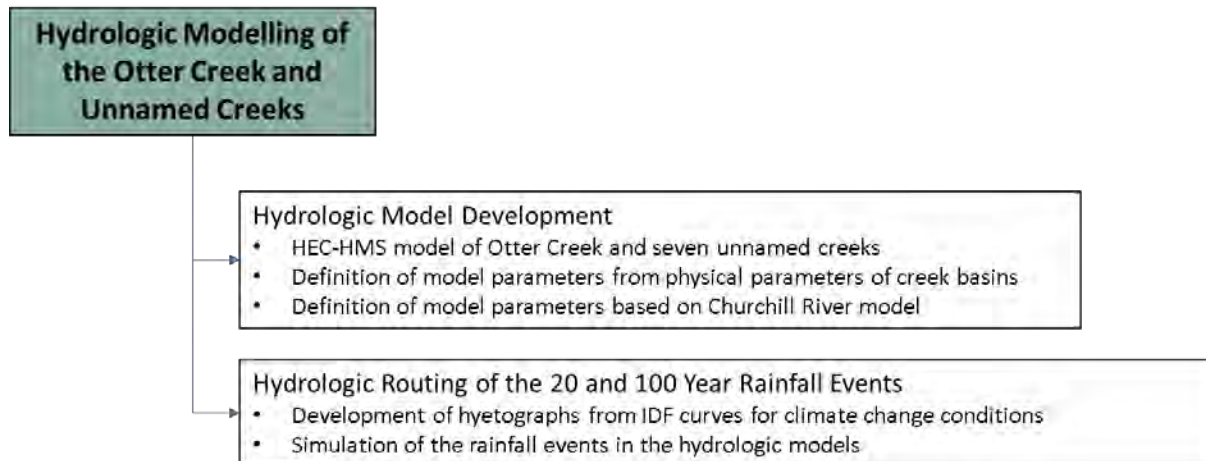 Hydrologic Modelling of
the Otter Creek and
Unnamed Creeks
Hydrologic Model Development
• HEC-HMS model of Otter Creek and seven unnamed creeks
• Definition of model parameters from physical parameters of creek basins
• Definition of model parameters based on Churchill River model
Hydrologic Routing of the 20 and 100 Year Rainfall Events
• Development of hyetographs from IDF curves for climate change conditions
• Simulation of the rainfall events in the hydrologic models